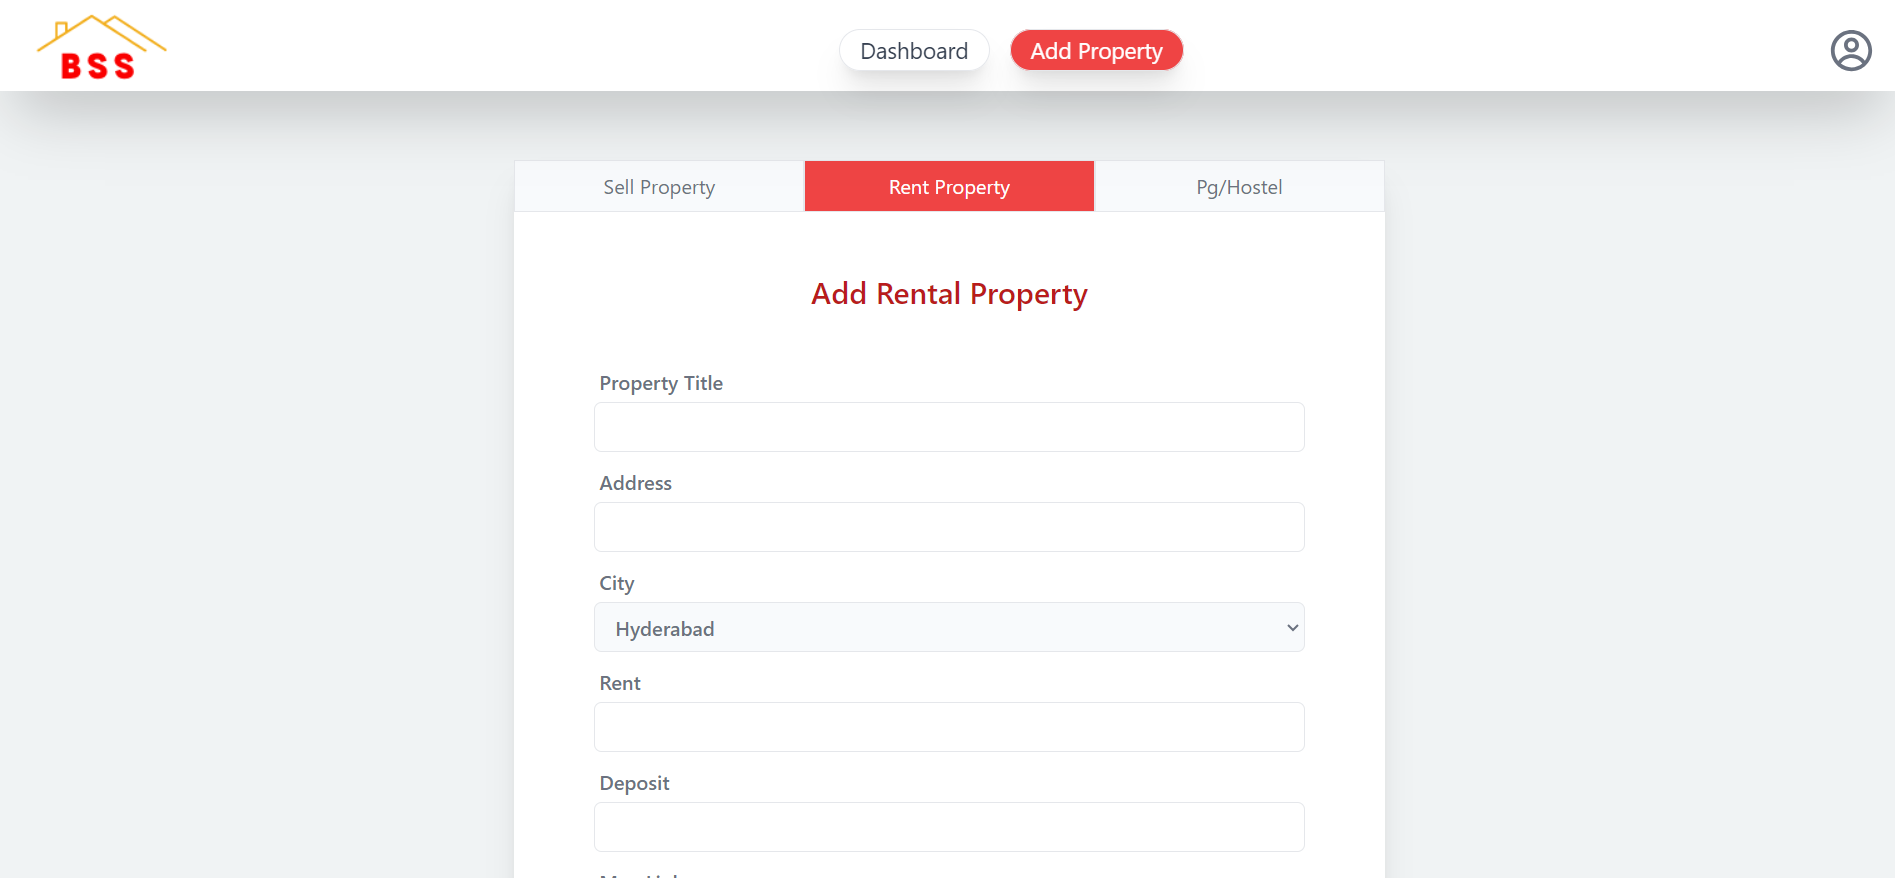 BSS
Dashboard
Add Property
Sell Property
Rent Property
Pg/Hostel
Add Rental Property
Property Title
Address
City
Hyderabad
Rent
Deposit